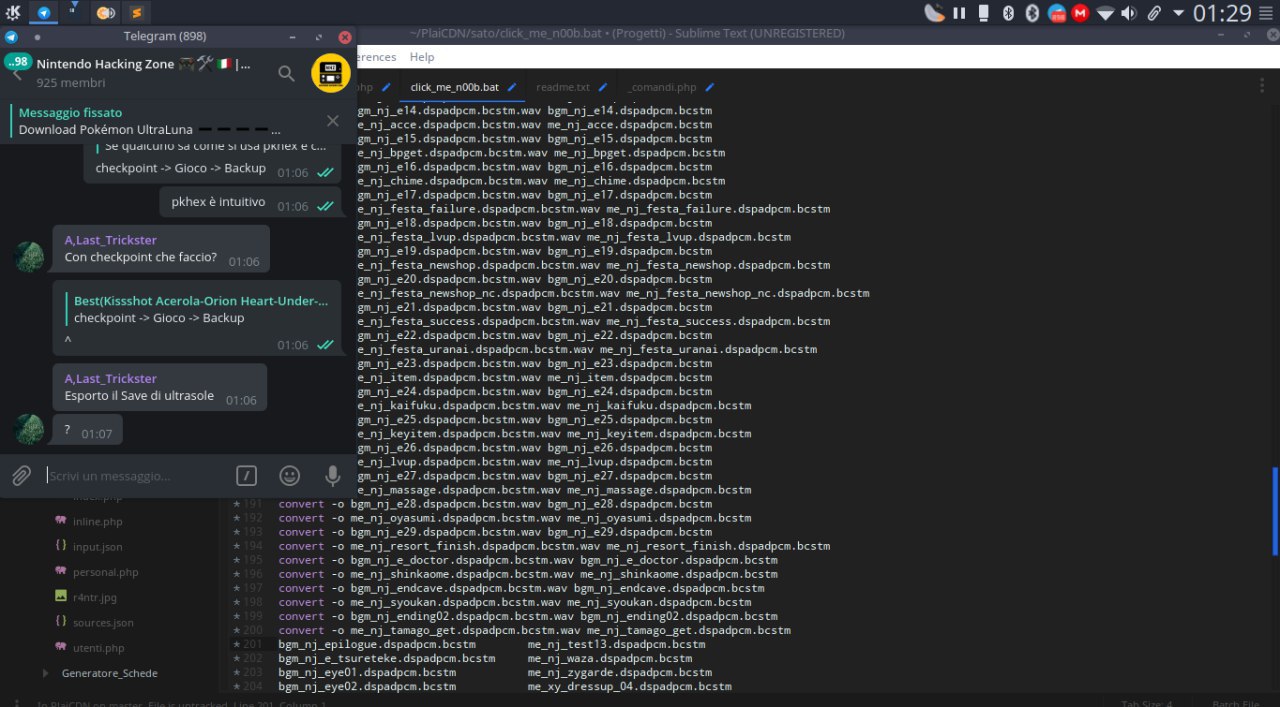 01:29
Telegram (898)
~/PlaiCDN/sato/click_me_n00b.bat • (Progetti) - Sublime Text (UNREGISTERED)
..98
Nintendo Hacking Zone 🎮🛠🇮🇹|...
925 membri
erences Help
hp
click_me_n00b.bat
readme.txt
_comandi.php
Messaggio fissato
Download Pokémon UltraLuna — — — —...
Se qualcuno sa come si usa pkhex e c...
checkpoint -> Gioco -> Backup 01:06
pkhex è intuitivo 01:06
A,Last_Trickster
Con checkpoint che faccio? 01:06
Best(Kissshot Acerola-Orion Heart-Under-...
checkpoint -> Gioco -> Backup
^
01:06
A,Last_Trickster
Esporto il Save di ultrasole 01:06
? 01:07
Scrivi un messaggio...
bgm_nj_e14.dspadpcm.bcstm.wav bgm_nj_e14.dspadpcm.bcstm
e_nj_acce.dspadpcm.bcstm.wav me_nj_acce.dspadpcm.bcstm
bgm_nj_e15.dspadpcm.bcstm.wav bgm_nj_e15.dspadpcm.bcstm
e_nj_bpget.dspadpcm.bcstm.wav me_nj_bpget.dspadpcm.bcstm
bgm_nj_e16.dspadpcm.bcstm.wav bgm_nj_e16.dspadpcm.bcstm
e_nj_chime.dspadpcm.bcstm.wav me_nj_chime.dspadpcm.bcstm
bgm_nj_e17.dspadpcm.bcstm.wav bgm_nj_e17.dspadpcm.bcstm
e_nj_festa_failure.dspadpcm.bcstm.wav me_nj_festa_failure.dspadpcm.bcstm
bgm_nj_e18.dspadpcm.bcstm.wav bgm_nj_e18.dspadpcm.bcstm
e_nj_festa_lvup.dspadpcm.bcstm.wav me_nj_festa_lvup.dspadpcm.bcstm
bgm_nj_e19.dspadpcm.bcstm.wav bgm_nj_e19.dspadpcm.bcstm
e_nj_festa_newshop.dspadpcm.bcstm.wav me_nj_festa_newshop.dspadpcm.bcstm
bgm_nj_e20.dspadpcm.bcstm.wav bgm_nj_e20.dspadpcm.bcstm
e_nj_festa_newshop_nc.dspadpcm.bcstm.wav me_nj_festa_newshop_nc.dspadpcm.bcstm
bgm_nj_e21.dspadpcm.bcstm.wav bgm_nj_e21.dspadpcm.bcstm
e_nj_festa_success.dspadpcm.bcstm.wav me_nj_festa_success.dspadpcm.bcstm
bgm_nj_e22.dspadpcm.bcstm.wav bgm_nj_e22.dspadpcm.bcstm
e_nj_festa_uranai.dspadpcm.bcstm.wav me_nj_festa_uranai.dspadpcm.bcstm
bgm_nj_e23.dspadpcm.bcstm.wav bgm_nj_e23.dspadpcm.bcstm
e_nj_item.dspadpcm.bcstm.wav me_nj_item.dspadpcm.bcstm
bgm_nj_e24.dspadpcm.bcstm.wav bgm_nj_e24.dspadpcm.bcstm
e_nj_kaifuku.dspadpcm.bcstm.wav me_nj_kaifuku.dspadpcm.bcstm
bgm_nj_e25.dspadpcm.bcstm.wav bgm_nj_e25.dspadpcm.bcstm
e_nj_keyitem.dspadpcm.bcstm.wav me_nj_keyitem.dspadpcm.bcstm
bgm_nj_e26.dspadpcm.bcstm.wav bgm_nj_e26.dspadpcm.bcstm
e_nj_lvup.dspadpcm.bcstm.wav me_nj_lvup.dspadpcm.bcstm
bgm_nj_e27.dspadpcm.bcstm.wav bgm_nj_e27.dspadpcm.bcstm
e_nj_massage.dspadpcm.bcstm.wav me_nj_massage.dspadpcm.bcstm
191 convert -o bgm_nj_e28.dspadpcm.bcstm.wav bgm_nj_e28.dspadpcm.bcstm
192 convert -o me_nj_oyasumi.dspadpcm.bcstm.wav me_nj_oyasumi.dspadpcm.bcstm
193 convert -o bgm_nj_e29.dspadpcm.bcstm.wav bgm_nj_e29.dspadpcm.bcstm
194 convert -o me_nj_resort_finish.dspadpcm.bcstm.wav me_nj_resort_finish.dspadpcm.bcstm
195 convert -o bgm_nj_e_doctor.dspadpcm.bcstm.wav bgm_nj_e_doctor.dspadpcm.bcstm
196 convert -o me_nj_shinkaome.dspadpcm.bcstm.wav me_nj_shinkaome.dspadpcm.bcstm
197 convert -o bgm_nj_endcave.dspadpcm.bcstm.wav bgm_nj_endcave.dspadpcm.bcstm
198 convert -o me_nj_syoukan.dspadpcm.bcstm.wav me_nj_syoukan.dspadpcm.bcstm
199 convert -o bgm_nj_ending02.dspadpcm.bcstm.wav bgm_nj_ending02.dspadpcm.bcstm
200 convert -o me_nj_tamago_get.dspadpcm.bcstm.wav me_nj_tamago_get.dspadpcm.bcstm
201 bgm_nj_epilogue.dspadpcm.bcstm me_nj_test13.dspadpcm.bcstm
202 bgm_nj_e_tsureteke.dspadpcm.bcstm me_nj_waza.dspadpcm.bcstm
203 bgm_nj_eye01.dspadpcm.bcstm me_nj_zygarde.dspadpcm.bcstm
204 bgm_nj_eye02.dspadpcm.bcstm me_xy_dressup_04.dspadpcm.bcstm
index.php
inline.php
input.json
personal.php
r4ntr.jpg
sources.json
utenti.php
Generatore_Schede
In PlaiCDN on master, File is untracked, Line 201, Column 1
Tab Size: 4
Batch File